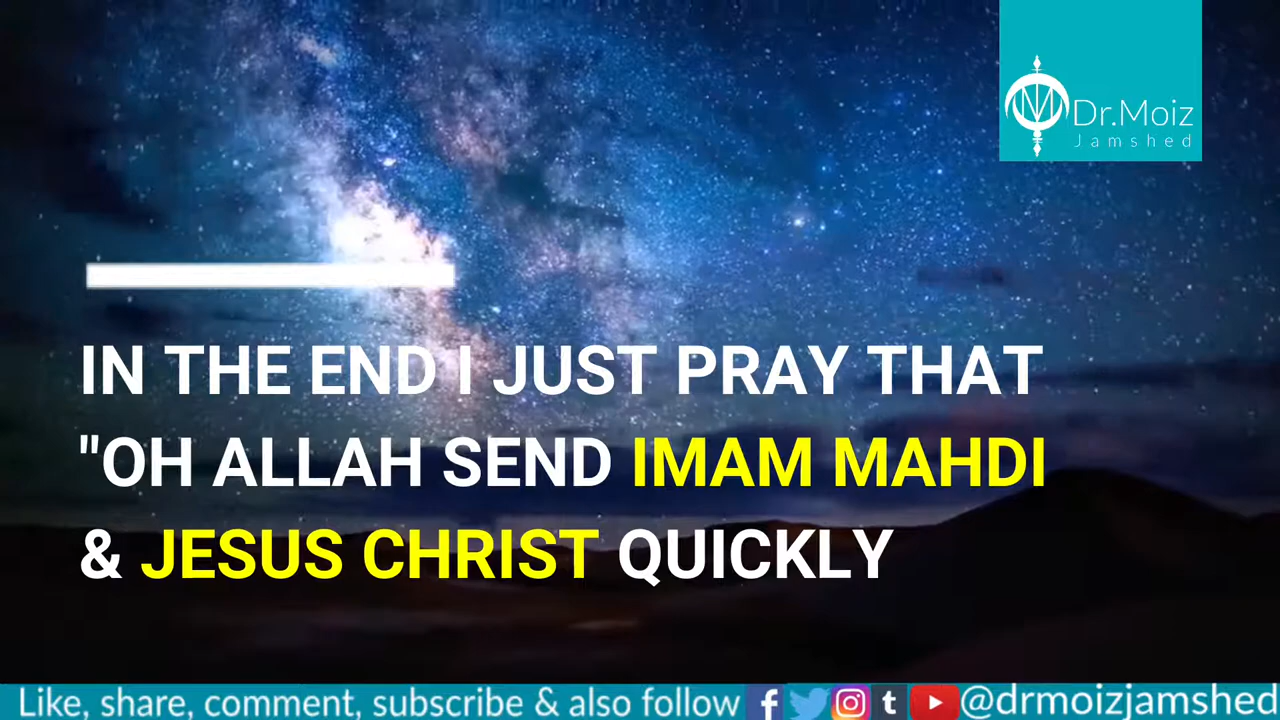 Dr.Moiz
Jamshed
IN THE END I JUST PRAY THAT
"OH ALLAH SEND IMAM MAHDI
& JESUS CHRIST QUICKLY
Like, share, comment, subscribe & also follow @drmoizjamshed